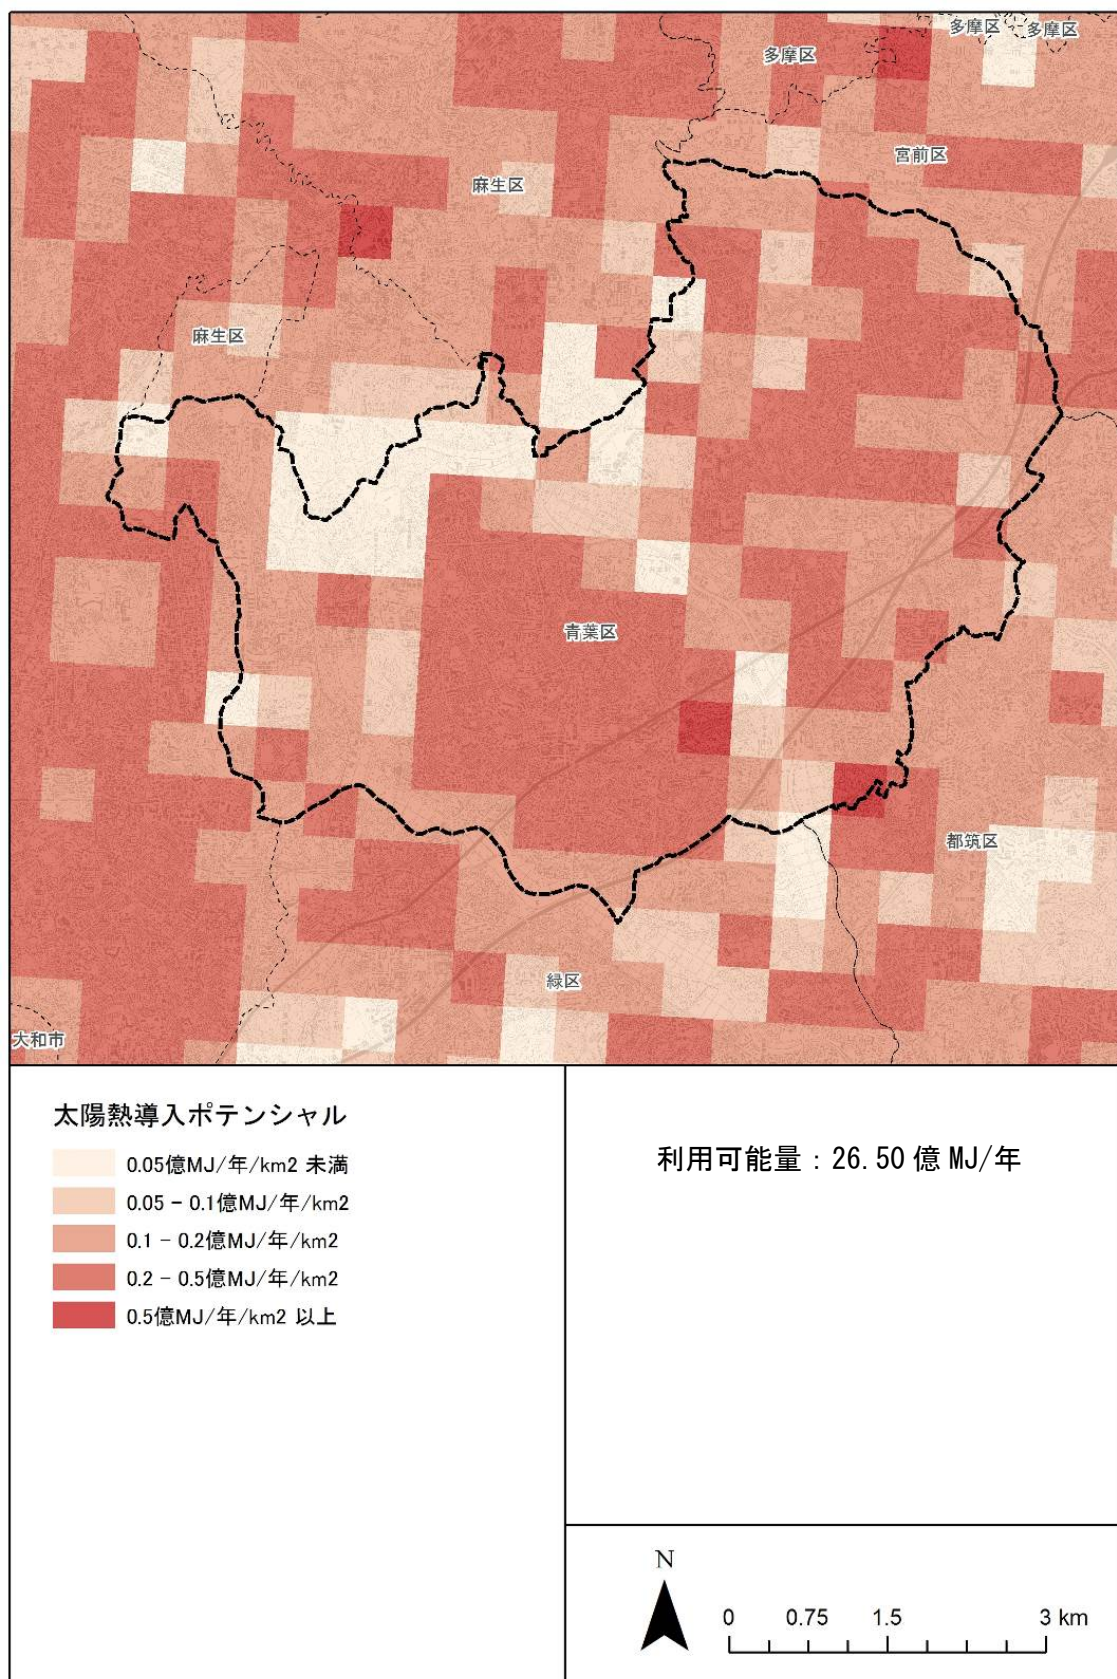 多摩区 多摩区
多摩区
宮前区
麻生区
麻生区
青葉区
都筑区
緑区
大和市
太陽熱導入ポテンシャル
0.05億MJ/年/km2 未満
0.05 - 0.1億MJ/年/km2
0.1 - 0.2億MJ/年/km2
0.2 - 0.5億MJ/年/km2
0.5億MJ/年/km2 以上
利用可能量：26.50 億 MJ/年
N
0 0.75 1.5 3 km